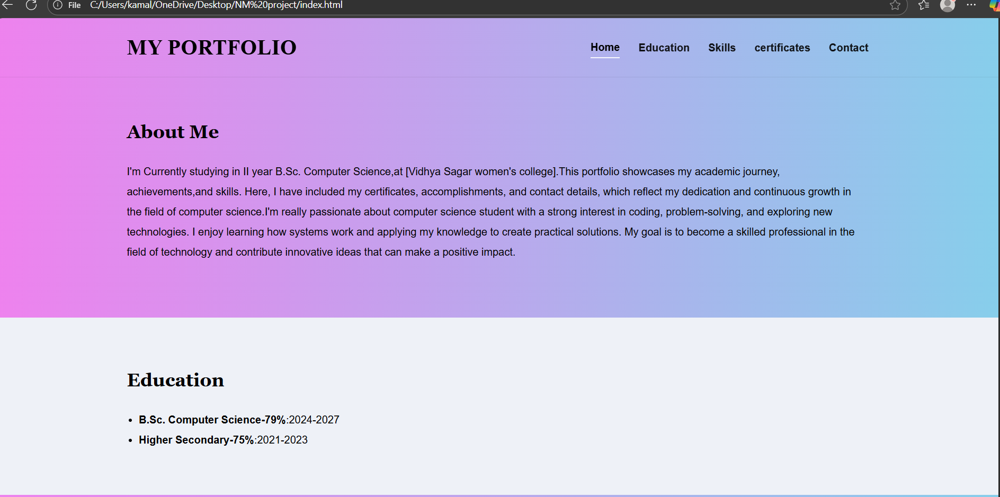 File C:/Users/kamal/OneDrive/Desktop/NM%20project/index.html
MY PORTFOLIO
Home Education Skills certificates Contact
About Me
I'm Currently studying in II year B.Sc. Computer Science,at [Vidhya Sagar women's college].This portfolio showcases my academic journey,
achievements,and skills. Here, I have included my certificates, accomplishments, and contact details, which reflect my dedication and continuous growth in
the field of computer science.I'm really passionate about computer science student with a strong interest in coding, problem-solving, and exploring new
technologies. I enjoy learning how systems work and applying my knowledge to create practical solutions. My goal is to become a skilled professional in the
field of technology and contribute innovative ideas that can make a positive impact.
Education
• B.Sc. Computer Science-79%:2024-2027
• Higher Secondary-75%:2021-2023